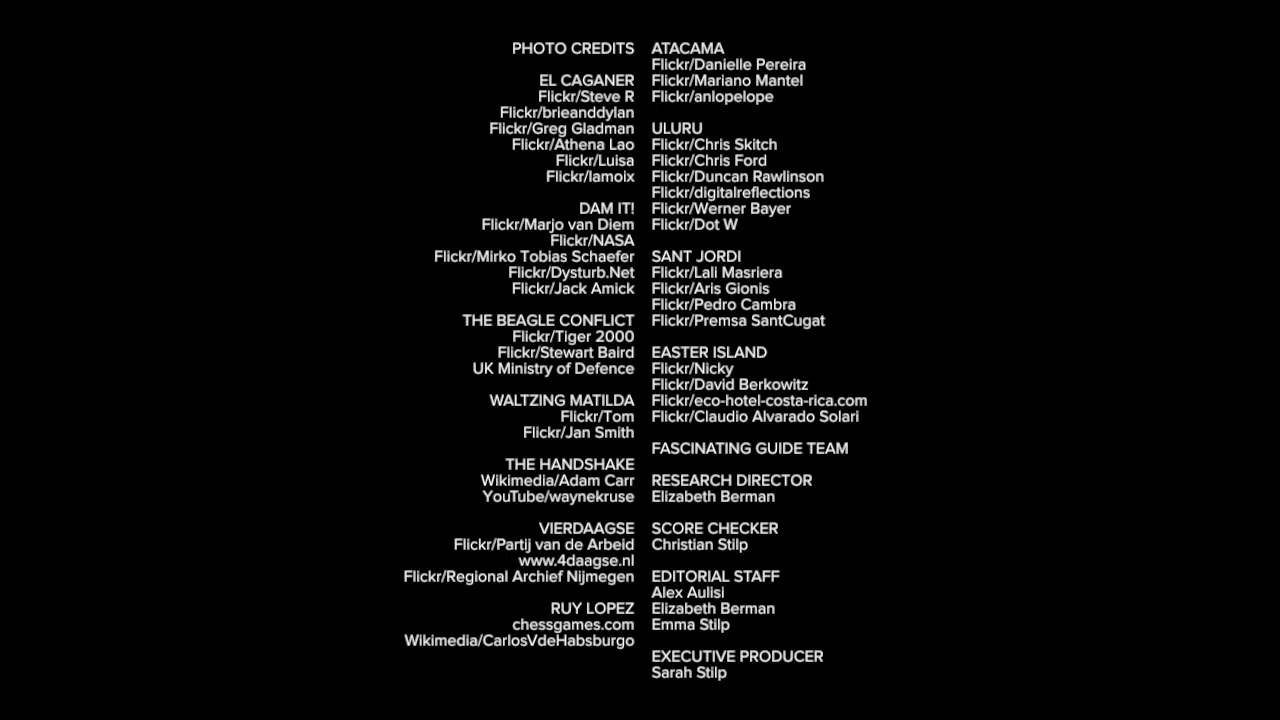 PHOTO CREDITS
EL CAGANER
Flickr/Steve R
Flickr/brieanddylan
Flickr/Greg Gladman
Flickr/Athena Lao
Flickr/Luisa
Flickr/lamoix
DAM IT!
Flickr/Marjo van Diem
Flickr/NASA
Flickr/Mirko Tobias Schaefer
Flickr/Dysturb.Net
Flickr/Jack Amick
THE BEAGLE CONFLICT
Flickr/Tiger 2000
Flickr/Stewart Baird
UK Ministry of Defence
WALTZING MATILDA
Flickr/Tom
Flickr/Jan Smith
THE HANDSHAKE
Wikimedia/Adam Carr
YouTube/waynekruse
VIERDAAGSE
Flickr/Partij van de Arbeid
www.4daagse.nl
Flickr/Regional Archief Nijmegen
RUY LOPEZ
chessgames.com
Wikimedia/CarlosVdeHabsburgo
ATACAMA
Flickr/Danielle Pereira
Flickr/Mariano Mantel
Flickr/anlopelope
ULURU
Flickr/Chris Skitch
Flickr/Chris Ford
Flickr/Duncan Rawlinson
Flickr/digitalreflections
Flickr/Werner Bayer
Flickr/Dot W
SANT JORDI
Flickr/Lali Masriera
Flickr/Aris Gionis
Flickr/Pedro Cambra
Flickr/Premsa SantCugat
EASTER ISLAND
Flickr/Nicky
Flickr/David Berkowitz
Flickr/eco-hotel-costa-rica.com
Flickr/Claudio Alvarado Solari
FASCINATING GUIDE TEAM
RESEARCH DIRECTOR
Elizabeth Berman
SCORE CHECKER
Christian Stilp
EDITORIAL STAFF
Alex Aulisi
Elizabeth Berman
Emma Stilp
EXECUTIVE PRODUCER
Sarah Stilp